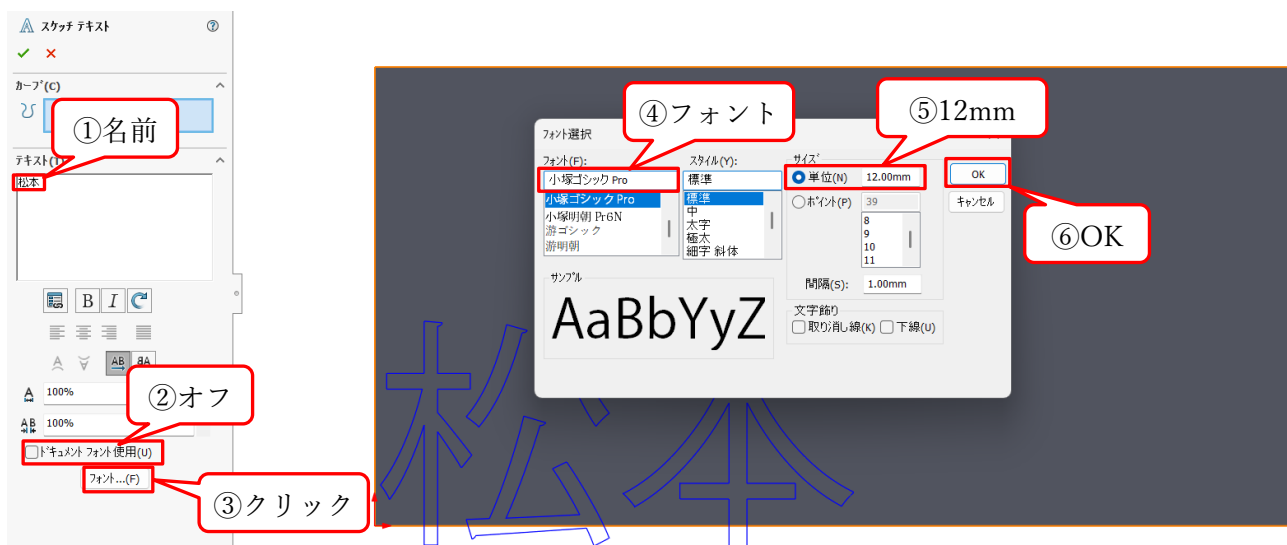 スケッチ テキスト
カーブ(C)
①名前
テキスト(T)
松本
B I
AB
100%
②オフ
AB 100%
ドキュメント フォント使用(U)
フォント...(F)
③クリック
④フォント
⑤12mm
フォント選択
フォント(F):
小塚ゴシック Pro
小塚ゴシック Pro
小塚明朝 Pr6N
游ゴシック
游明朝
スタイル(Y):
標準
標準
中
太字
極太
細字 斜体
サイズ
単位(N) 12.00mm
ポイント(P) 39
8
9
10
11
間隔(S): 1.00mm
OK
キャンセル
⑥OK
サンプル
AaBbYyZ
文字飾り
取り消し線(K) 下線(U)
松本